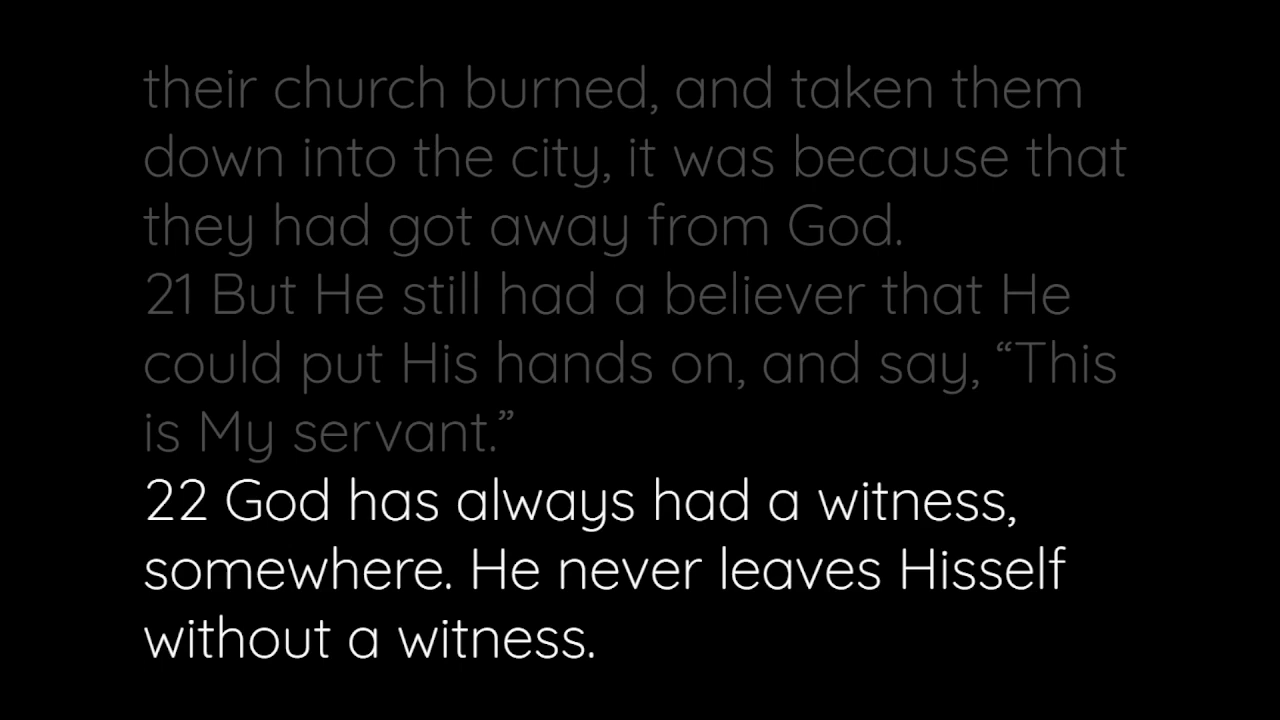 their church burned, and taken them
down into the city, it was because that
they had got away from God.
21 But He still had a believer that He
could put His hands on, and say, “This
is My servant.”
22 God has always had a witness,
somewhere. He never leaves Hisself
without a witness.